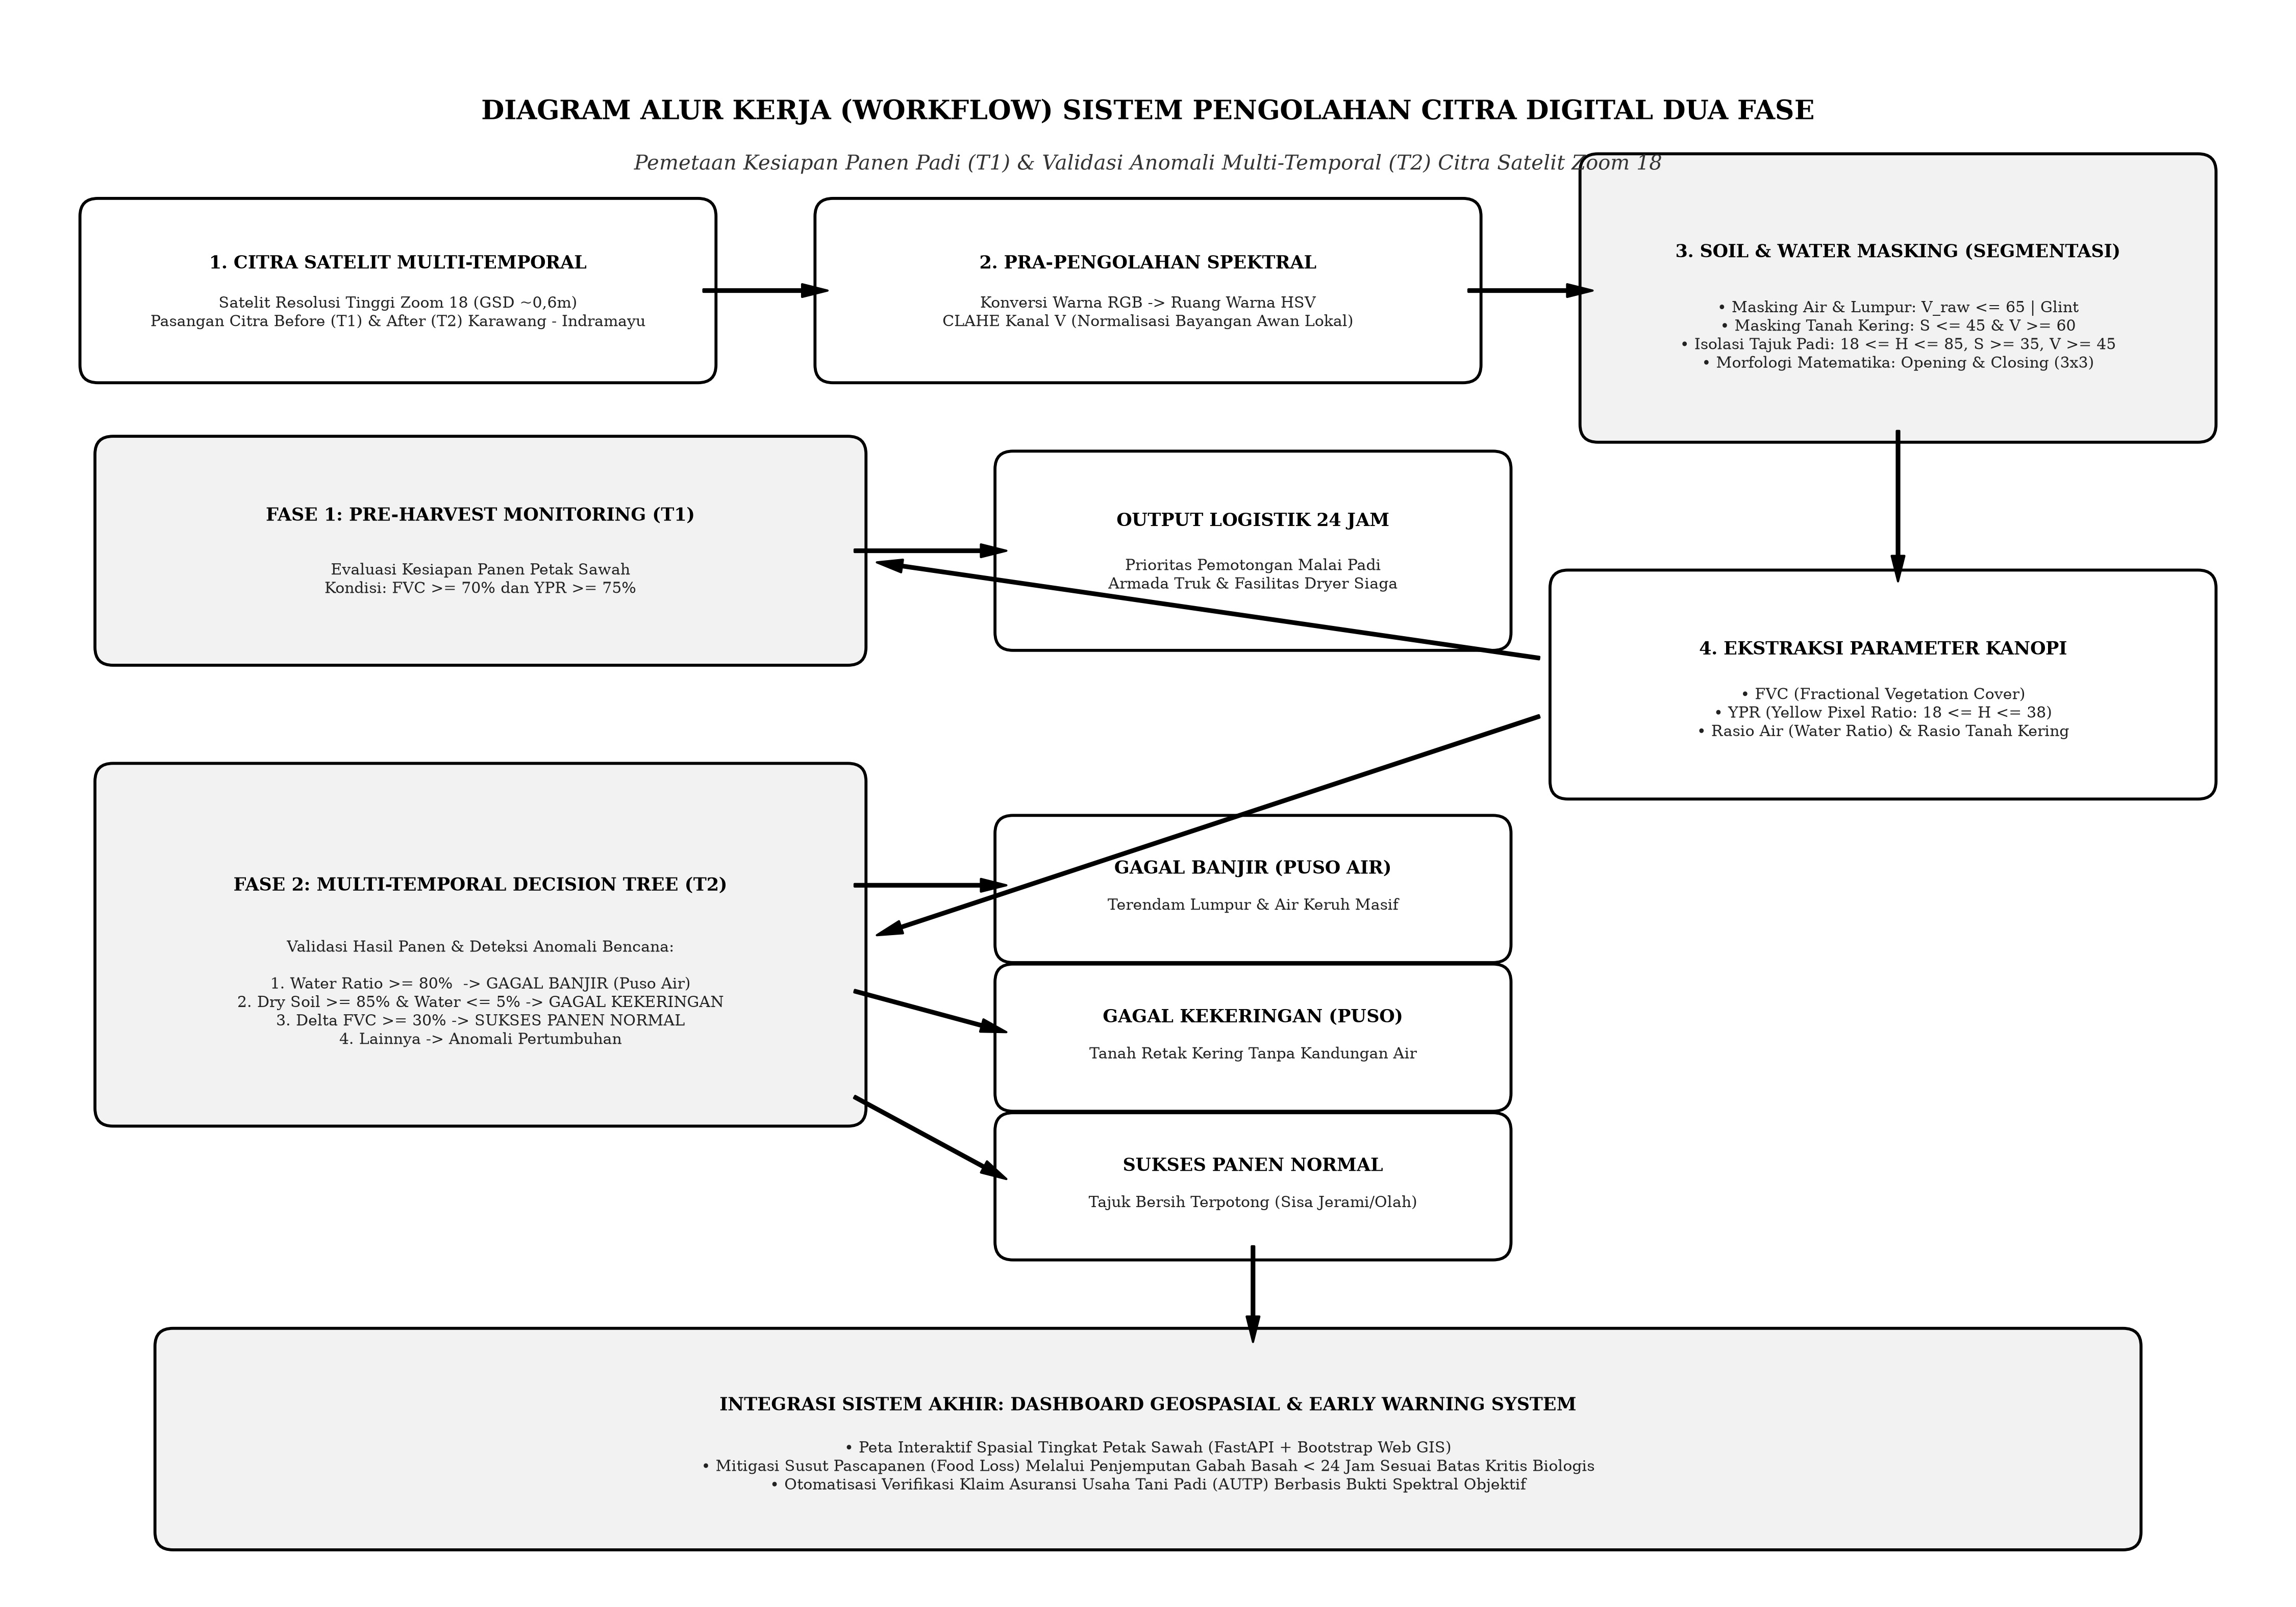 DIAGRAM ALUR KERJA (WORKFLOW) SISTEM PENGOLAHAN CITRA DIGITAL DUA FASE
Pemetaan Kesiapan Panen Padi (T1) & Validasi Anomali Multi-Temporal (T2) Citra Satelit Zoom 18
1. CITRA SATELIT MULTI-TEMPORAL
Satelit Resolusi Tinggi Zoom 18 (GSD ~0,6m)
Pasangan Citra Before (T1) & After (T2) Karawang - Indramayu
2. PRA-PENGOLAHAN SPEKTRAL
Konversi Warna RGB -> Ruang Warna HSV
CLAHE Kanal V (Normalisasi Bayangan Awan Lokal)
3. SOIL & WATER MASKING (SEGMENTASI)
• Masking Air & Lumpur: V_raw <= 65 | Glint
• Masking Tanah Kering: S <= 45 & V >= 60
• Isolasi Tajuk Padi: 18 <= H <= 85, S >= 35, V >= 45
• Morfologi Matematika: Opening & Closing (3x3)
FASE 1: PRE-HARVEST MONITORING (T1)
Evaluasi Kesiapan Panen Petak Sawah
Kondisi: FVC >= 70% dan YPR >= 75%
OUTPUT LOGISTIK 24 JAM
Prioritas Pemotongan Malai Padi
Armada Truk & Fasilitas Dryer Siaga
4. EKSTRAKSI PARAMETER KANOPI
• FVC (Fractional Vegetation Cover)
• YPR (Yellow Pixel Ratio: 18 <= H <= 38)
• Rasio Air (Water Ratio) & Rasio Tanah Kering
FASE 2: MULTI-TEMPORAL DECISION TREE (T2)
Validasi Hasil Panen & Deteksi Anomali Bencana:
1. Water Ratio >= 80%  -> GAGAL BANJIR (Puso Air)
2. Dry Soil >= 85% & Water <= 5% -> GAGAL KEKERINGAN
3. Delta FVC >= 30% -> SUKSES PANEN NORMAL
4. Lainnya -> Anomali Pertumbuhan
GAGAL BANJIR (PUSO AIR)
Terendam Lumpur & Air Keruh Masif
GAGAL KEKERINGAN (PUSO)
Tanah Retak Kering Tanpa Kandungan Air
SUKSES PANEN NORMAL
Tajuk Bersih Terpotong (Sisa Jerami/Olah)
INTEGRASI SISTEM AKHIR: DASHBOARD GEOSPASIAL & EARLY WARNING SYSTEM
• Peta Interaktif Spasial Tingkat Petak Sawah (FastAPI + Bootstrap Web GIS)
• Mitigasi Susut Pascapanen (Food Loss) Melalui Penjemputan Gabah Basah < 24 Jam Sesuai Batas Kritis Biologis
• Otomatisasi Verifikasi Klaim Asuransi Usaha Tani Padi (AUTP) Berbasis Bukti Spektral Objektif